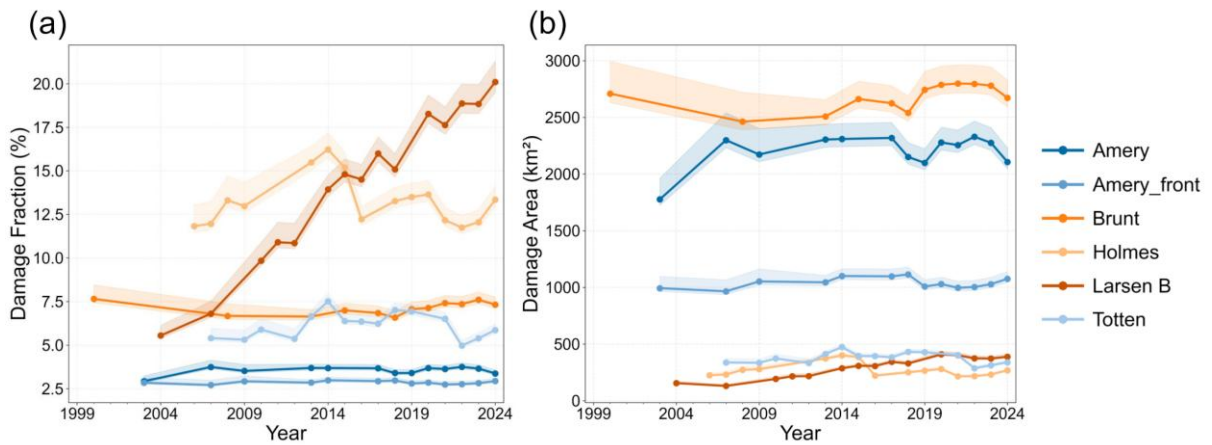 (a)
Damage Fraction (%)
20.0
17.5
15.0
12.5
10.0
7.5
5.0
2.5
1999 2004 2009 2014 2019 2024
Year
(b)
Damage Area (km²)
3000
2500
2000
1500
1000
500
0
1999 2004 2009 2014 2019 2024
Year
Amery
Amery_front
Brunt
Holmes
Larsen B
Totten